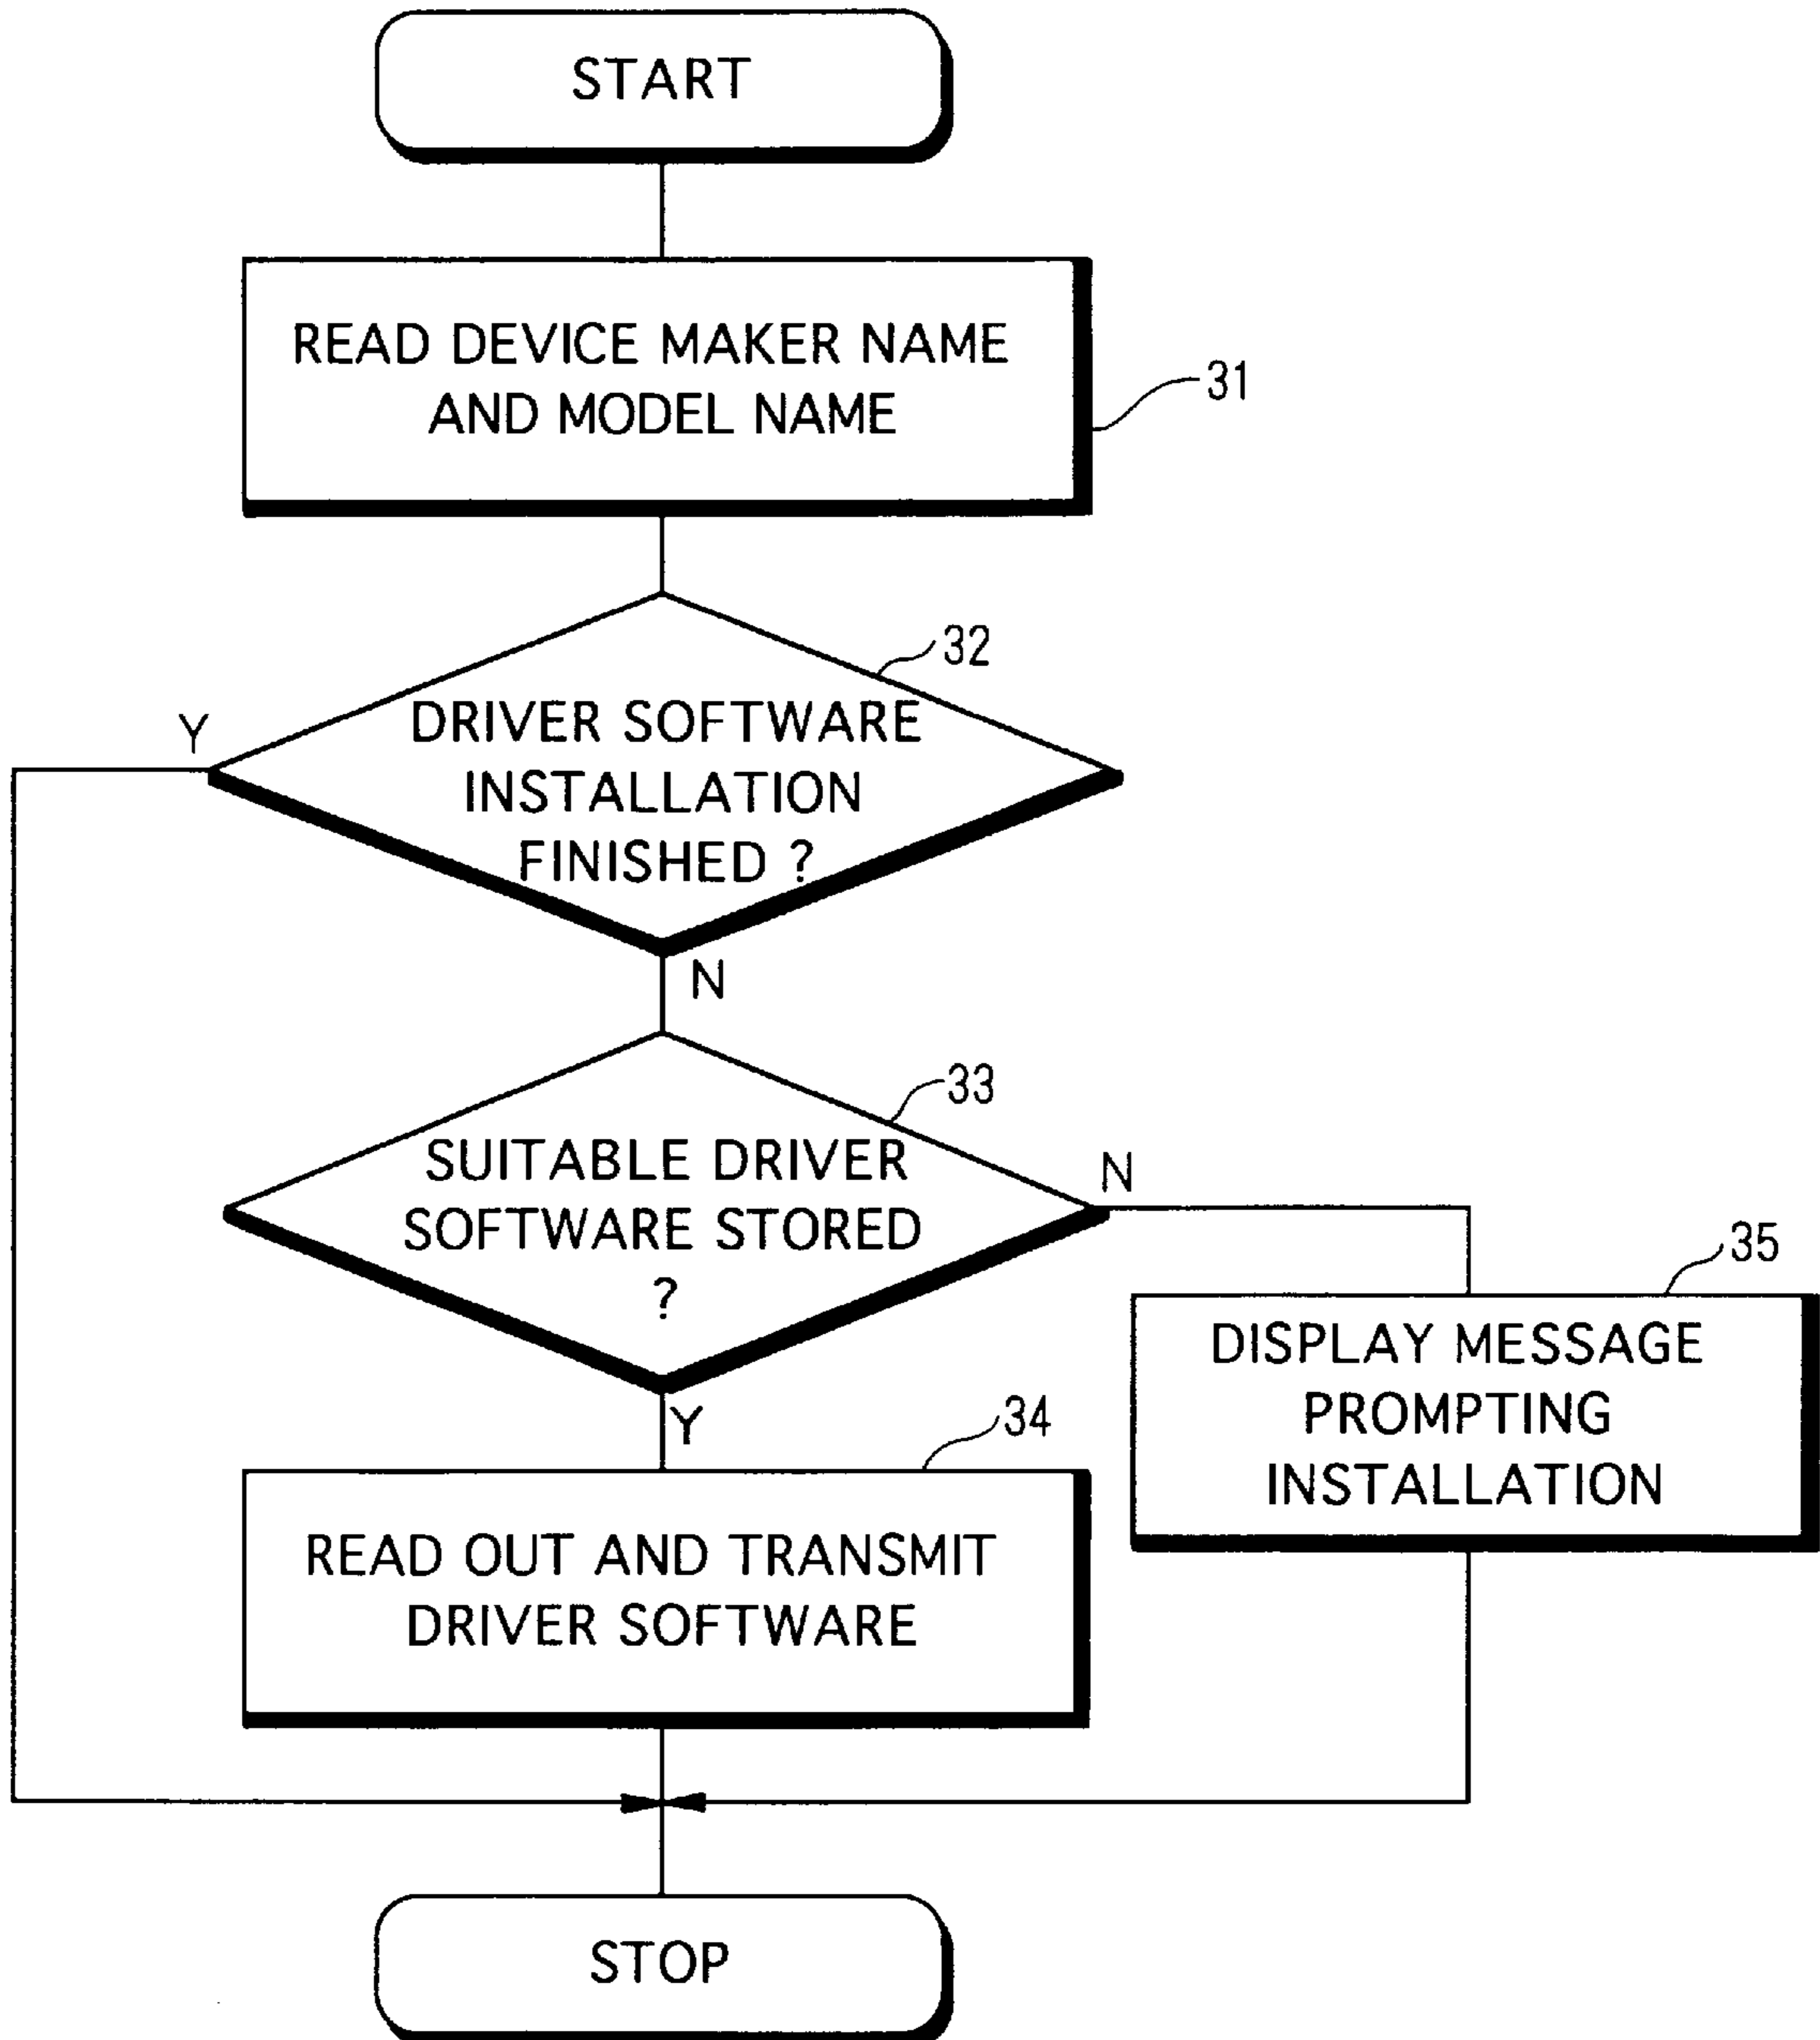 START
READ DEVICE MAKER NAME
AND MODEL NAME
31
32
DRIVER SOFTWARE
INSTALLATION
FINISHED ?
Y
N
33
SUITABLE DRIVER
SOFTWARE STORED
?
N
Y
35
DISPLAY MESSAGE
PROMPTING
INSTALLATION
34
READ OUT AND TRANSMIT
DRIVER SOFTWARE
STOP